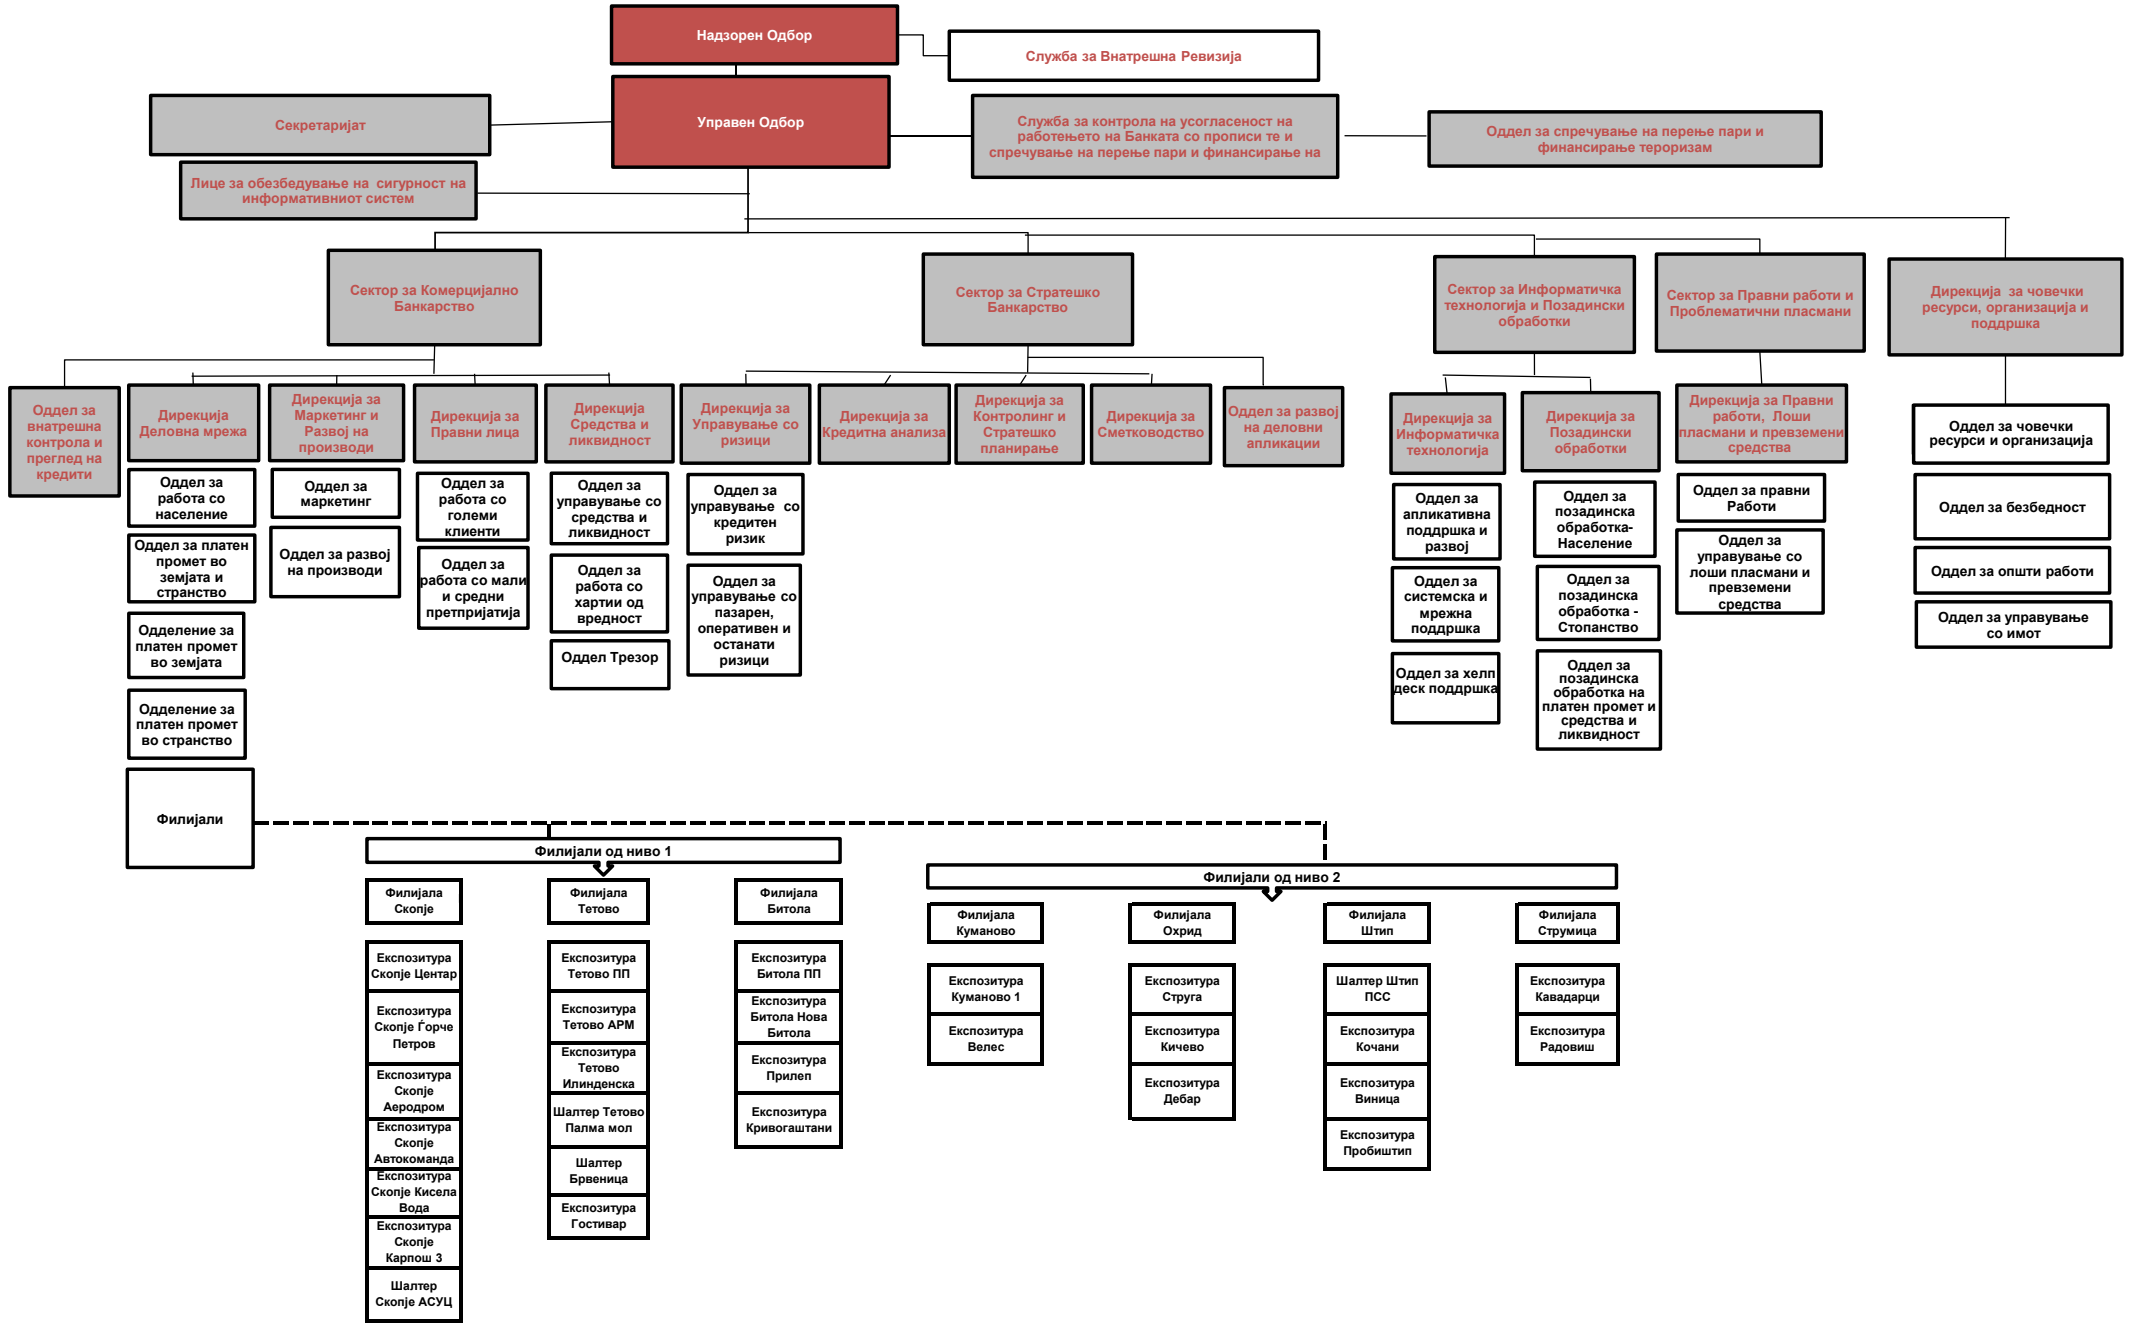 Надзорен Одбор
Служба за Внатрешна Ревизија
Управен Одбор
Секретаријат
Служба за контрола на усогласеност на
работењето на Банката со прописи те и
спречување на перење пари и финансирање на
Оддел за спречување на перење пари и
финансирање тероризам
Лице за обезбедување на  сигурност на
информативниот систем
Сектор за Комерцијално
Банкарство
Сектор за Стратешко
Банкарство
Сектор за Информатичка
технологија и Позадински
обработки
Сектор за Правни работи и
Проблематични пласмани
Дирекција  за човечки
ресурси, организација и
поддршка
Оддел за
внатрешна
контрола и
преглед на
кредити
Дирекција
Деловна мрежа
Дирекција за
Маркетинг и
Развој на
производи
Дирекција за
Правни лица
Дирекција
Средства и
ликвидност
Дирекција за
Управување со
ризици
Дирекција за
Кредитна анализа
Дирекција за
Контролинг и
Стратешко
планирање
Дирекција за
Сметководство
Оддел за развој
на деловни
апликации
Дирекција за
Информатичка
технологија
Дирекција за
Позадински
обработки
Дирекција за Правни
работи,  Лоши
пласмани и превземени
средства
Оддел за човечки
ресурси и организација
Оддел за безбедност
Оддел за општи работи
Оддел за управување
со имот
Оддел за
работа со
население
Оддел за платен
промет во
земјата и
странство
Одделение за
платен промет
во земјата
Одделение за
платен промет
во странство
Филијали
Оддел за
маркетинг
Оддел за развој
на производи
Оддел за
работа со
големи
клиенти
Оддел за
работа со мали
и средни
претпријатија
Оддел за
управување со
средства и
ликвидност
Оддел за
работа со
хартии од
вредност
Оддел Трезор
Оддел за
управување  со
кредитен
ризик
Оддел за
управување со
пазарен,
оперативен и
останати
ризици
Оддел за
апликативна
поддршка и
развој
Оддел за
системска и
мрежна
поддршка
Оддел за хелп
деск поддршка
Оддел за
позадинска
обработка-
Население
Оддел за
позадинска
обработка -
Стопанство
Оддел за
позадинска
обработка на
платен промет и
средства и
ликвидност
Оддел за правни
Работи
Оддел за
управување со
лоши пласмани и
превземени
средства
Филијали од ниво 1
Филијала
Скопје
Експозитура
Скопје Центар
Експозитура
Скопје Ѓорче
Петров
Експозитура
Скопје
Аеродром
Експозитура
Скопје
Автокоманда
Експозитура
Скопје Кисела
Вода
Експозитура
Скопје
Карпош 3
Шалтер
Скопје АСУЦ
Филијала
Тетово
Експозитура
Тетово ПП
Експозитура
Тетово АРМ
Експозитура
Тетово
Илинденска
Шалтер Тетово
Палма мол
Шалтер
Брвеница
Експозитура
Гостивар
Филијала
Битола
Експозитура
Битола ПП
Експозитура
Битола Нова
Битола
Експозитура
Прилеп
Експозитура
Кривогаштани
Филијали од ниво 2
Филијала
Куманово
Експозитура
Куманово 1
Експозитура
Велес
Филијала
Охрид
Експозитура
Струга
Експозитура
Кичево
Експозитура
Дебар
Филијала
Штип
Шалтер Штип
ПСС
Експозитура
Кочани
Експозитура
Виница
Експозитура
Пробиштип
Филијала
Струмица
Експозитура
Кавадарци
Експозитура
Радовиш